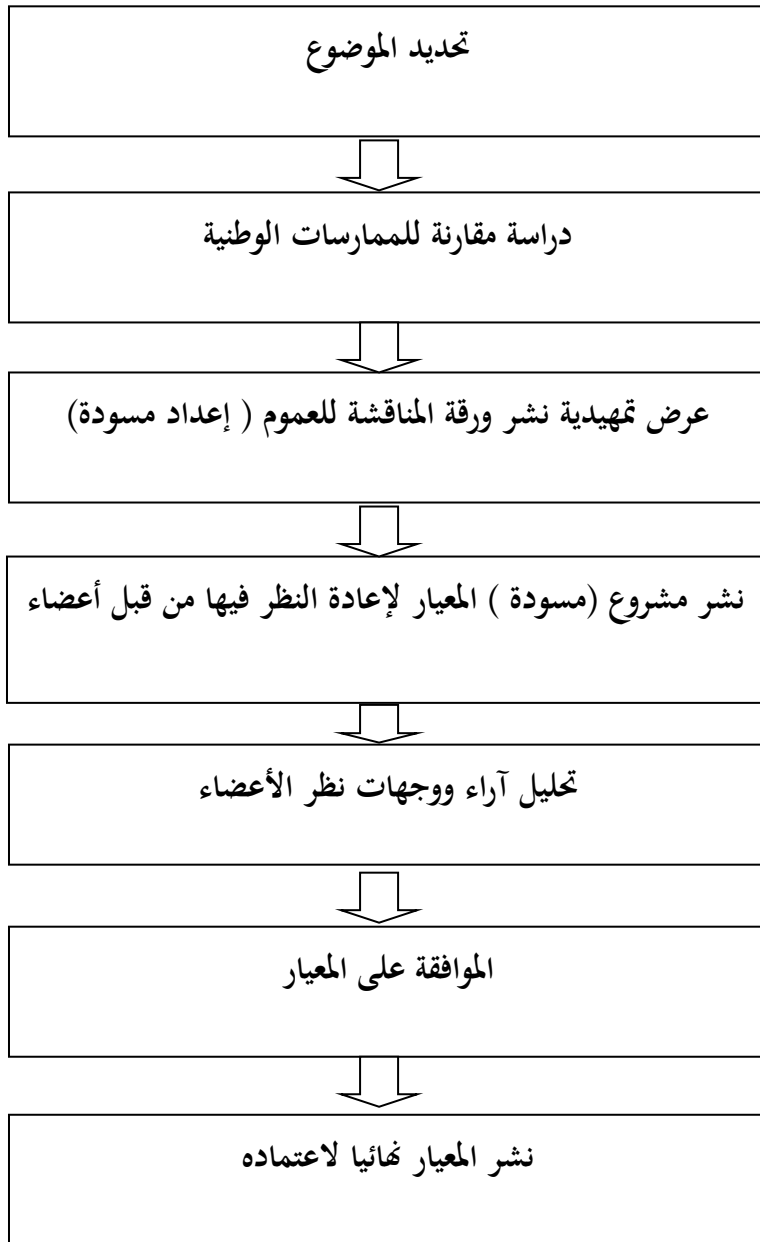 تحديد الموضوع
دراسة مقارنة للممارسات الوطنية
عرض تمهيدية نشر ورقة المناقشة للعموم ( إعداد مسودة)
نشر مشروع (مسودة ) المعيار لإعادة النظر فيها من قبل أعضاء
تحليل آراء ووجهات نظر الأعضاء
الموافقة على المعيار
نشر المعيار نهائيا لاعتماده